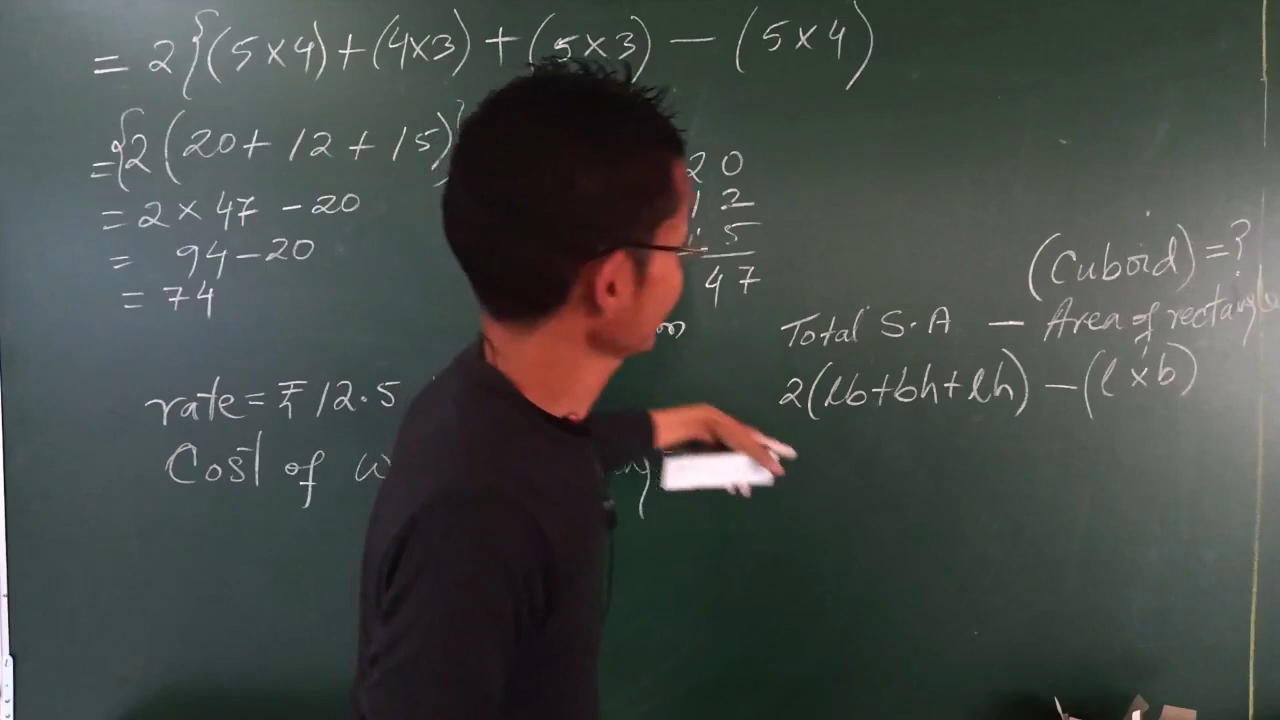 = 2{(5×4)+(4×3)+(5×3) – (5×4)
={2(20+12+15)}
= 2×47 –20
= 94–20
= 74
20
12
5
47
rate=₹12.5
Cost of
(Cuboid)=?
Total S.A – Area of rectangle
2(lb+bh+lh) – (l×b)